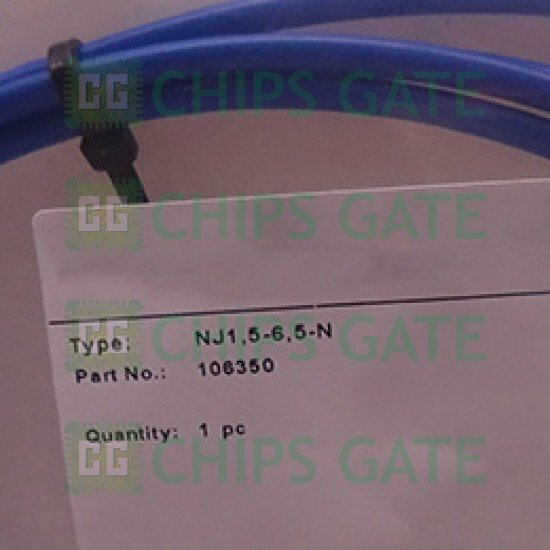 CG CHIPS GATE
CG CHIPS GATE
CG CHIPS GATE
Type: NJ1,5-6,5-N
Part No.: 106350
Quantity: 1 pc
CG CHIPS GATE